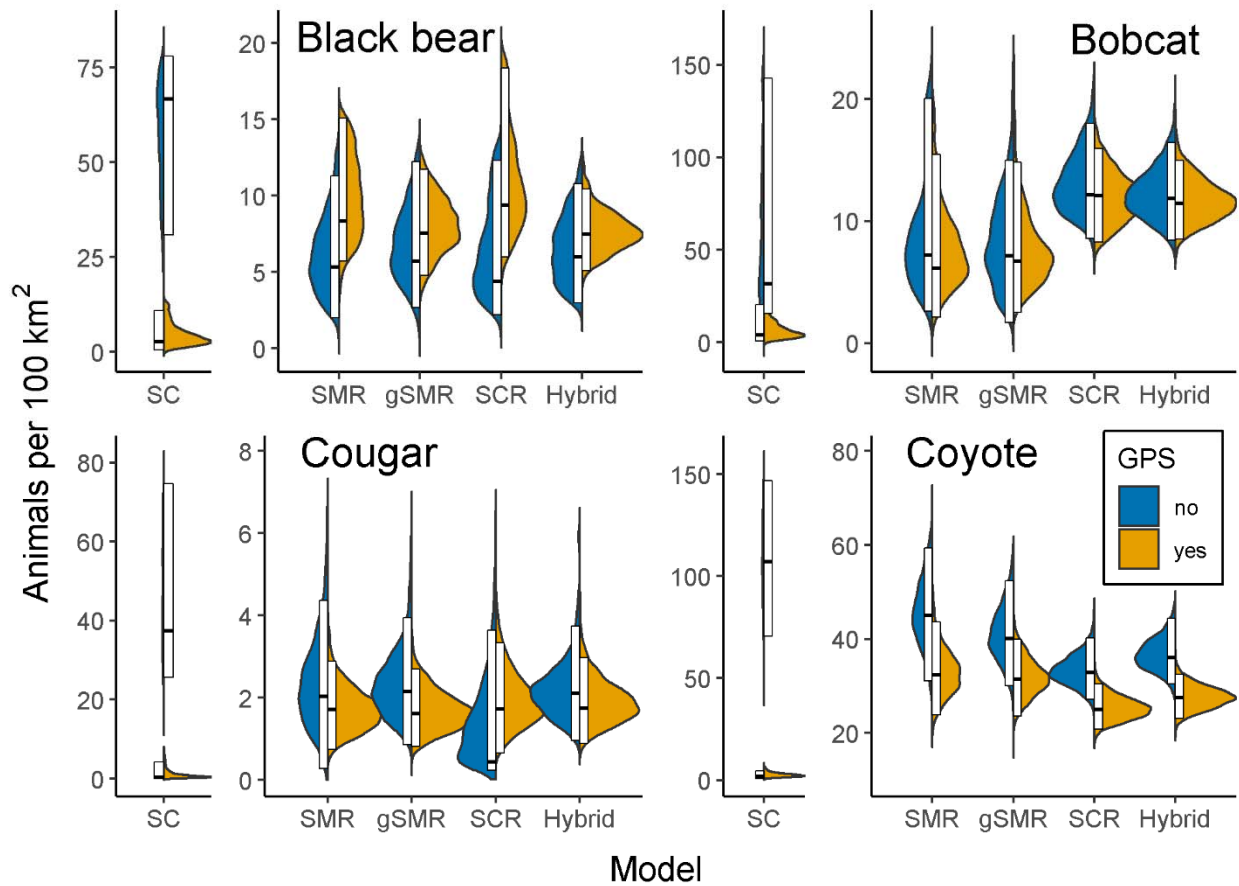 Animals per 100 km²
Black bear
75
50
25
0
SC
20
15
10
5
0
SMR gSMR SCR Hybrid
Bobcat
150
100
50
0
SC
20
10
0
SMR gSMR SCR Hybrid
Cougar
80
60
40
20
0
SC
8
6
4
2
0
SMR gSMR SCR Hybrid
Coyote
150
100
50
0
SC
80
60
40
20
SMR gSMR SCR Hybrid
GPS
no
yes
Model